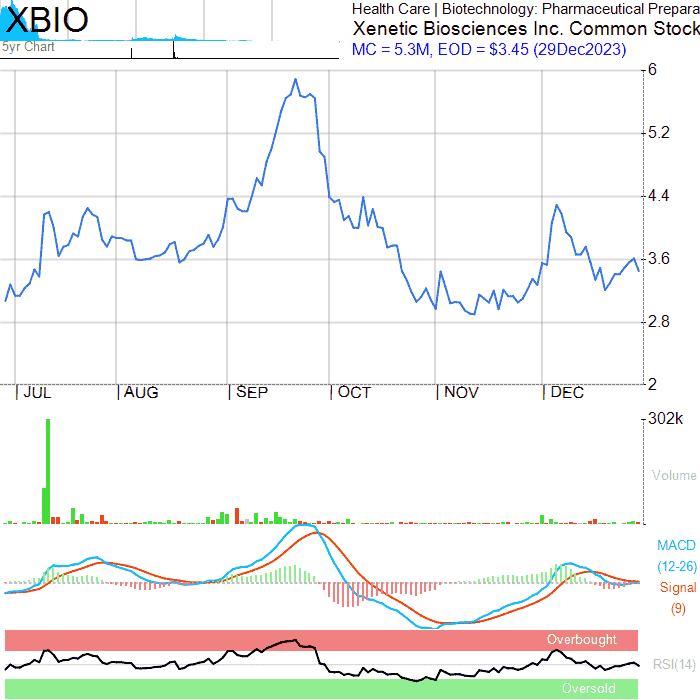 XBIO
5yr Chart
Health Care | Biotechnology: Pharmaceutical Prepara
Xenetic Biosciences Inc. Common Stock
MC = 5.3M, EOD = $3.45 (29Dec2023)
6
5.2
4.4
3.6
2.8
2
JUL AUG SEP OCT NOV DEC
302k
Volume
MACD
(12-26)
Signal
(9)
Overbought
RSI(14)
Oversold